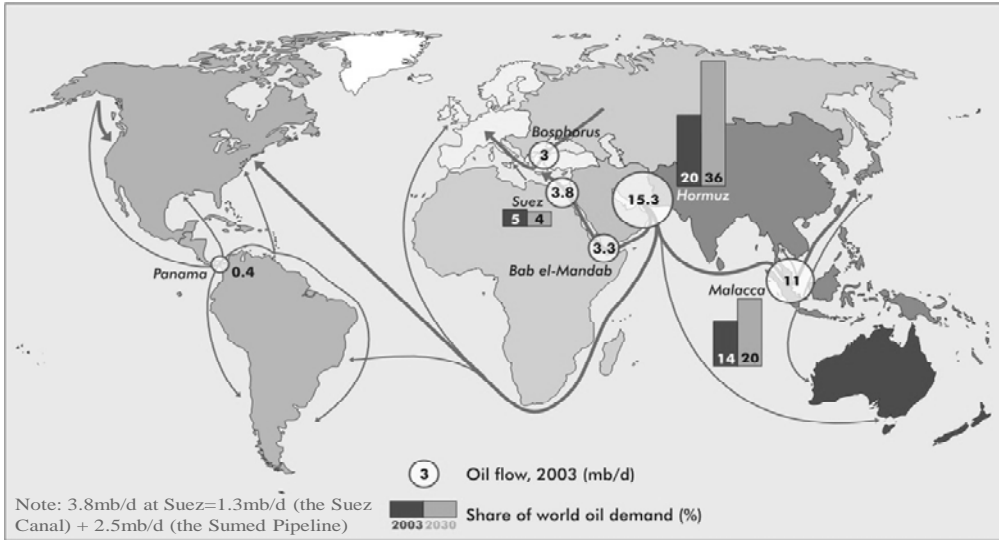 Bosphorus
3
20 36
Hormuz
3.8
15.3
Suez
5 4
3.3
Bab el-Mandab
Panama
0.4
Malacca
11
14 20
3
Oil flow, 2003 (mb/d)
Note: 3.8mb/d at Suez=1.3mb/d (the Suez
Canal) + 2.5mb/d (the Sumed Pipeline)
Share of world oil demand (%)
2003 2030